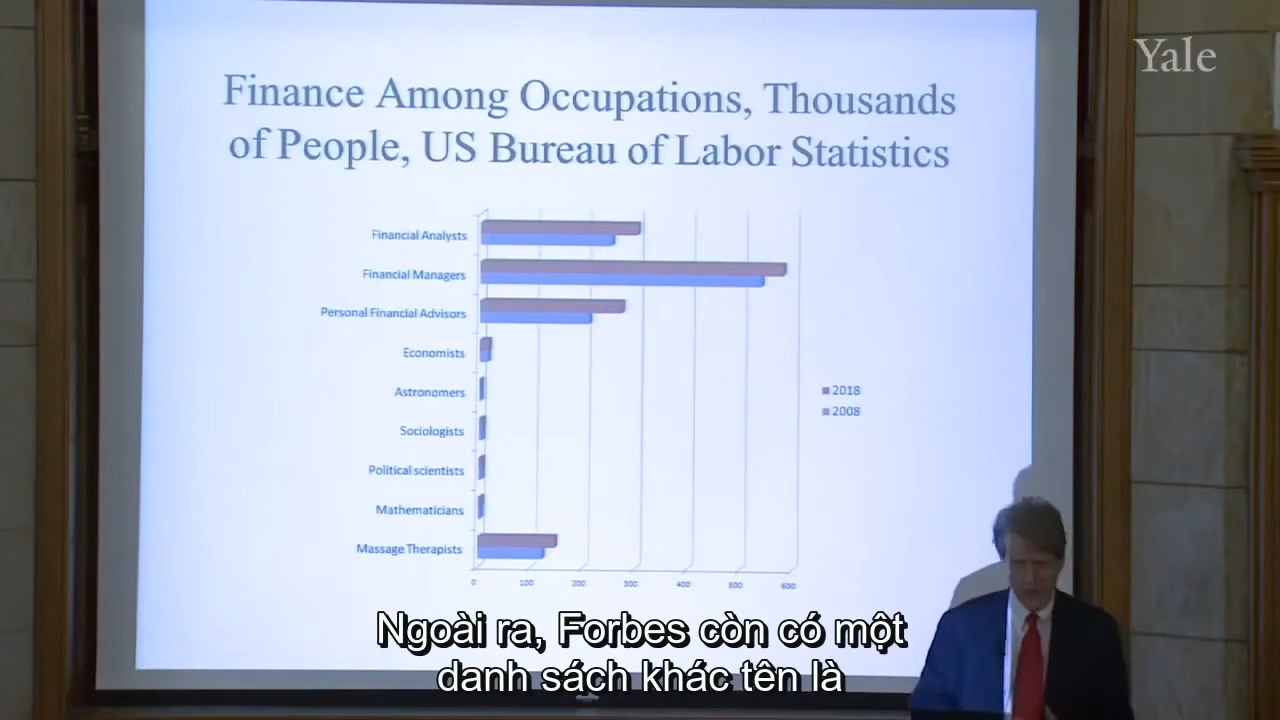 Yale
Finance Among Occupations, Thousands
of People, US Bureau of Labor Statistics
Financial Analysts
Financial Managers
Personal Financial Advisors
Economists
Astronomers
Sociologists
Political scientists
Mathematicians
Massage Therapists
2018
2008
0 100 200 300 400 500 600
Ngoài ra, Forbes còn có một
danh sách khác tên là